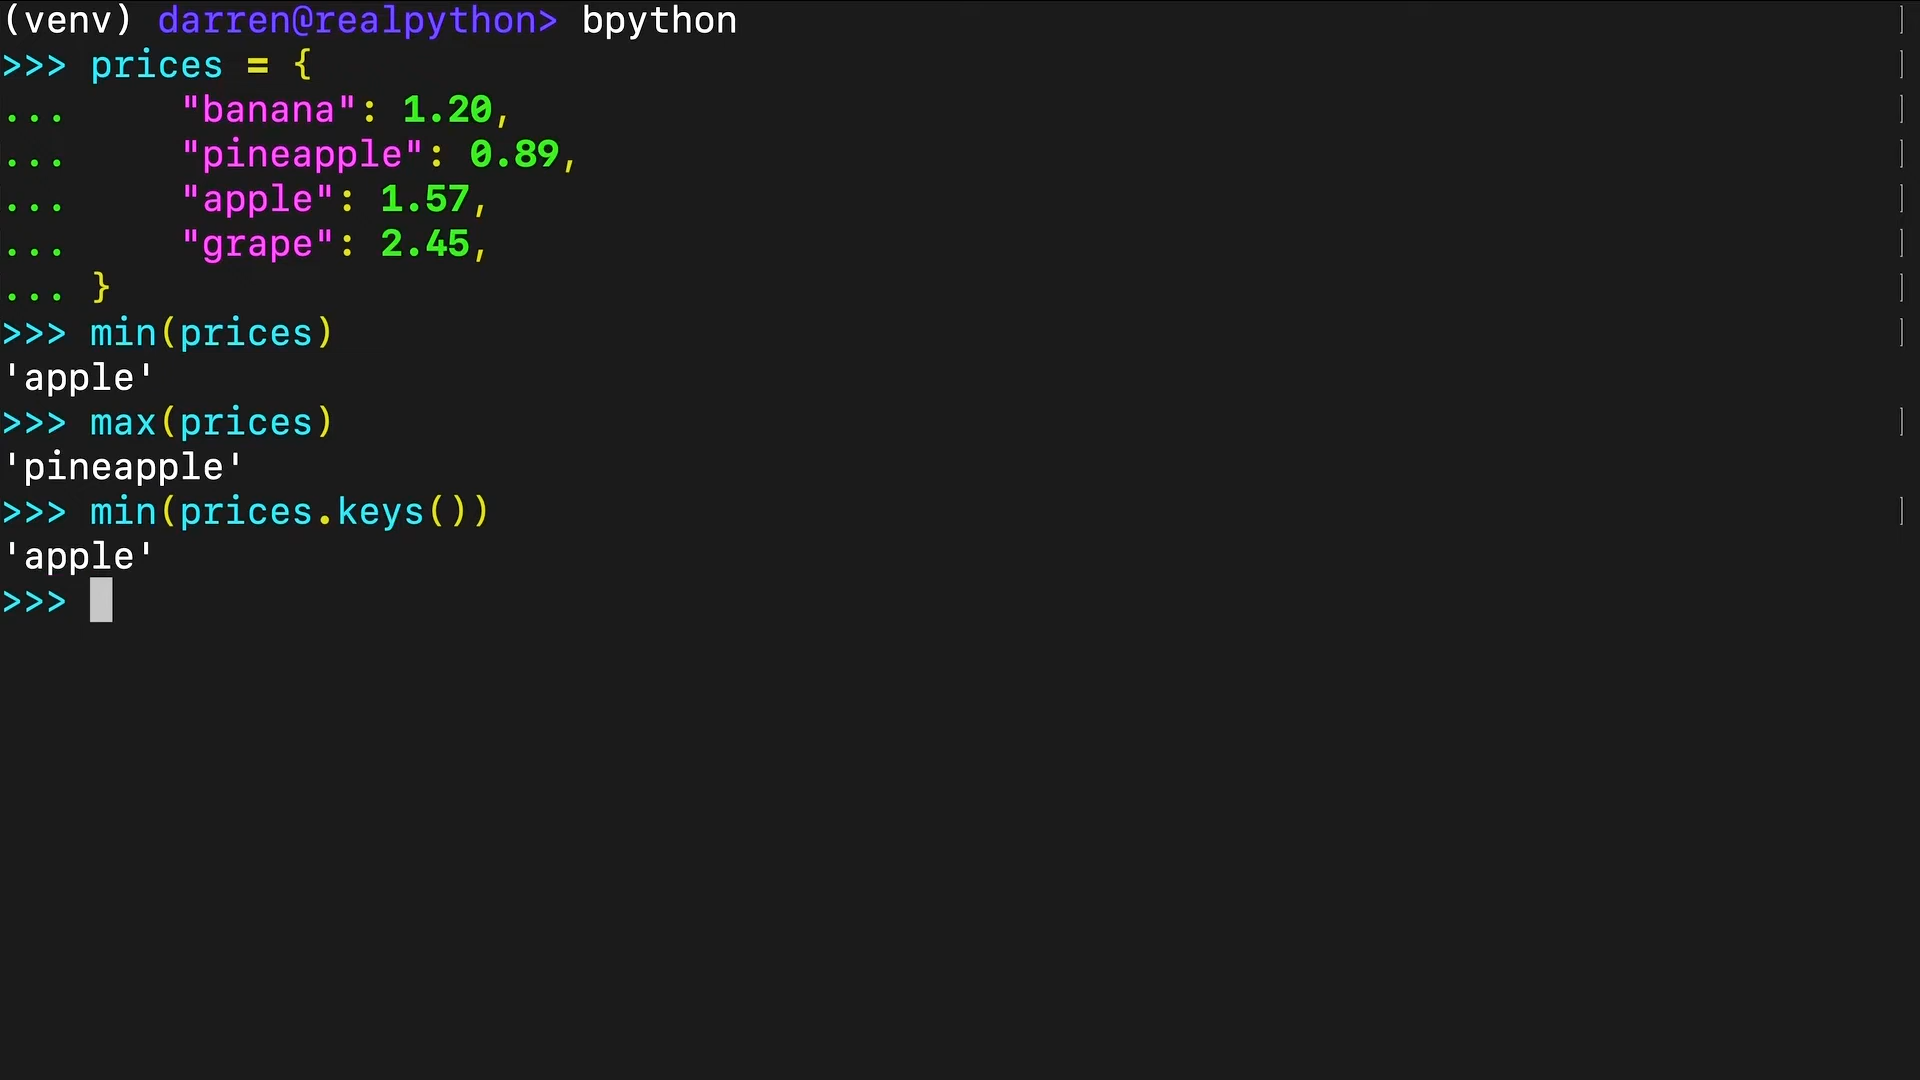 (venv) darren@realpython> bpython
>>> prices = {
...     "banana": 1.20,
...     "pineapple": 0.89,
...     "apple": 1.57,
...     "grape": 2.45,
... }
>>> min(prices)
'apple'
>>> max(prices)
'pineapple'
>>> min(prices.keys())
'apple'
>>>